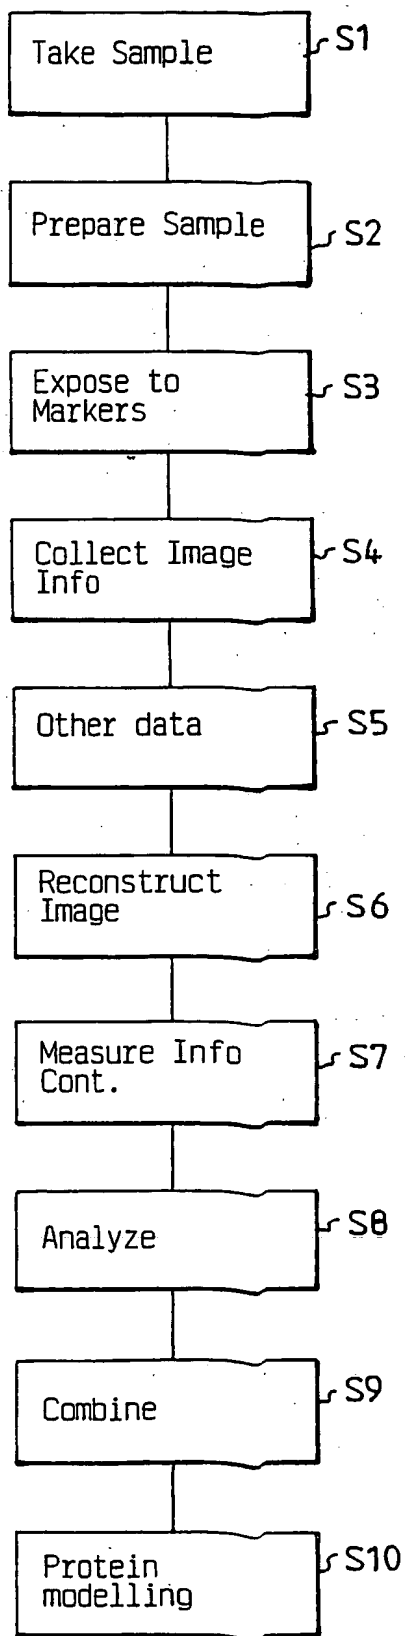 Take Sample
S1
Prepare Sample
S2
Expose to
Markers
S3
Collect Image
Info
S4
Other data
S5
Reconstruct
Image
S6
Measure Info
Cont.
S7
Analyze
S8
Combine
S9
Protein
modelling
S10